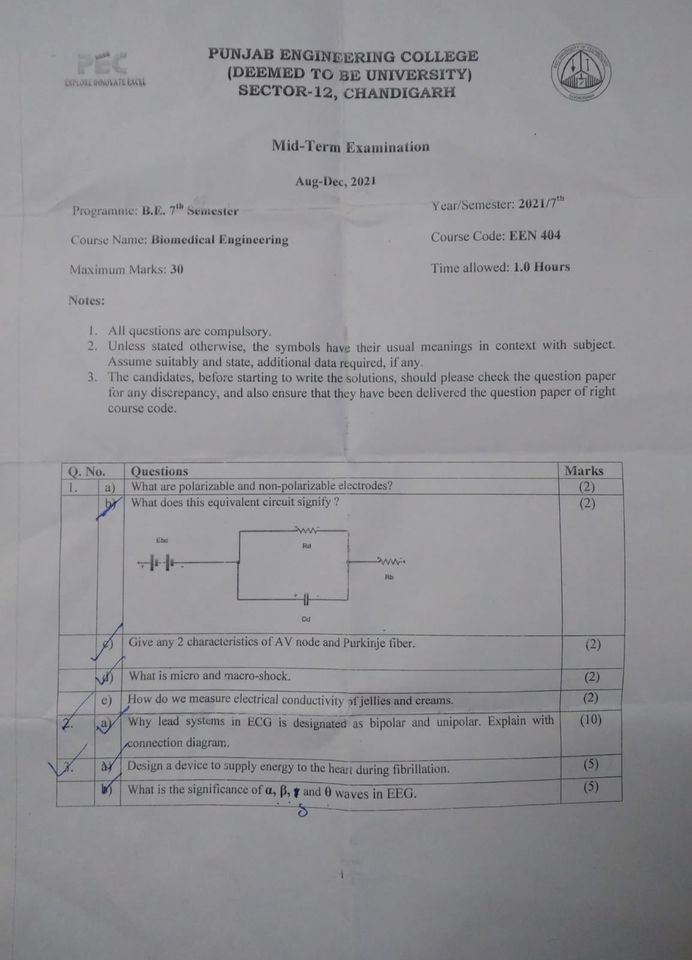 PEC
EXPLORE INNOVATE EXCEL
PUNJAB ENGINEERING COLLEGE
(DEEMED TO BE UNIVERSITY)
SECTOR-12, CHANDIGARH
Mid-Term Examination
Aug-Dec, 2021
Programme: B.E. 7th Semester
Year/Semester: 2021/7th
Course Name: Biomedical Engineering
Course Code: EEN 404
Maximum Marks: 30
Time allowed: 1.0 Hours
Notes:
1. All questions are compulsory.
2. Unless stated otherwise, the symbols have their usual meanings in context with subject.
Assume suitably and state, additional data required, if any.
3. The candidates, before starting to write the solutions, should please check the question paper
for any discrepancy, and also ensure that they have been delivered the question paper of right
course code.
Q. No. Questions Marks
1. a) What are polarizable and non-polarizable electrodes? (2)
b) What does this equivalent circuit signify ? (2)
Rd
Rb
Cd
c) Give any 2 characteristics of AV node and Purkinje fiber. (2)
d) What is micro and macro-shock. (2)
e) How do we measure electrical conductivity of jellies and creams. (2)
2. a) Why lead systems in ECG is designated as bipolar and unipolar. Explain with (10)
connection diagram.
3. a) Design a device to supply energy to the heart during fibrillation. (5)
b) What is the significance of α, β, γ and θ waves in EEG. (5)
δ
1